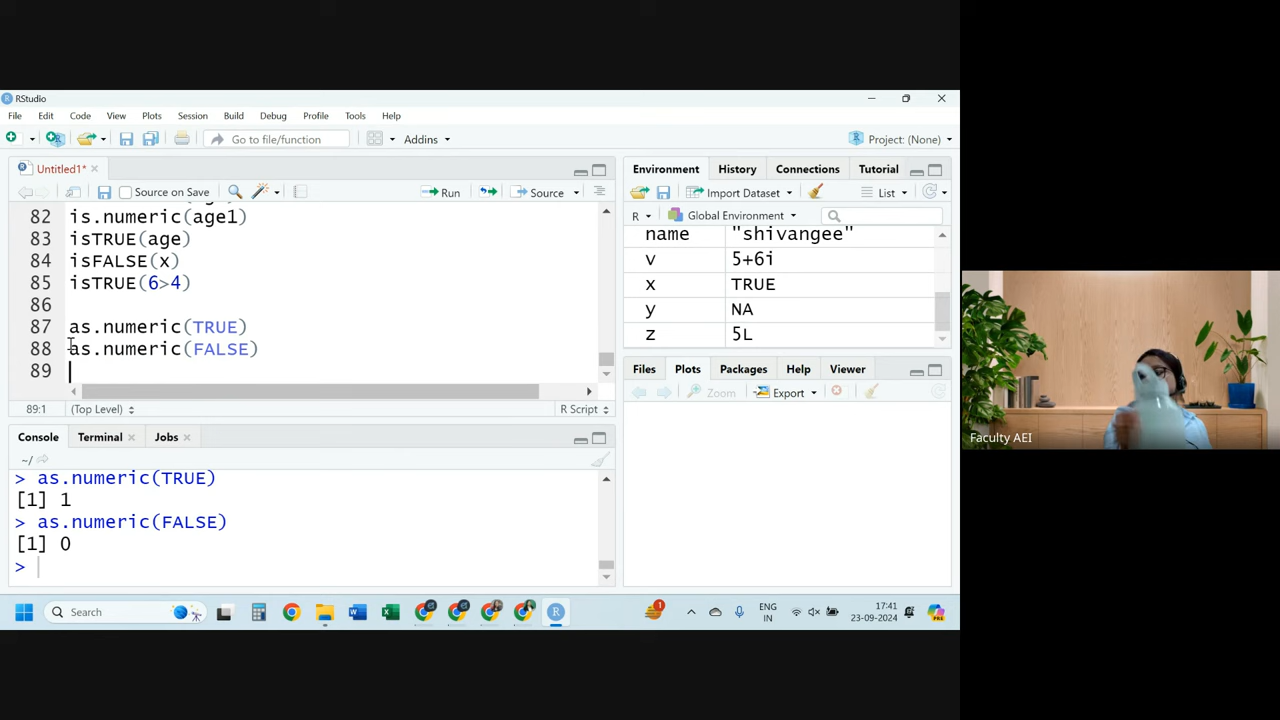 RStudio
File Edit Code View Plots Session Build Debug Profile Tools Help
Go to file/function Addins Project: (None)
Untitled1*
Source on Save Run Source
82 is.numeric(age1)
83 isTRUE(age)
84 isFALSE(x)
85 isTRUE(6>4)
86
87 as.numeric(TRUE)
88 as.numeric(FALSE)
89
89:1 (Top Level) R Script
Console Terminal Jobs
~/
> as.numeric(TRUE)
[1] 1
> as.numeric(FALSE)
[1] 0
>
Environment History Connections Tutorial
Import Dataset List
R Global Environment
name "shivangee"
v 5+6i
x TRUE
y NA
z 5L
Files Plots Packages Help Viewer
Zoom Export
Faculty AEI
Search
1
ENG
IN
17:41
23-09-2024